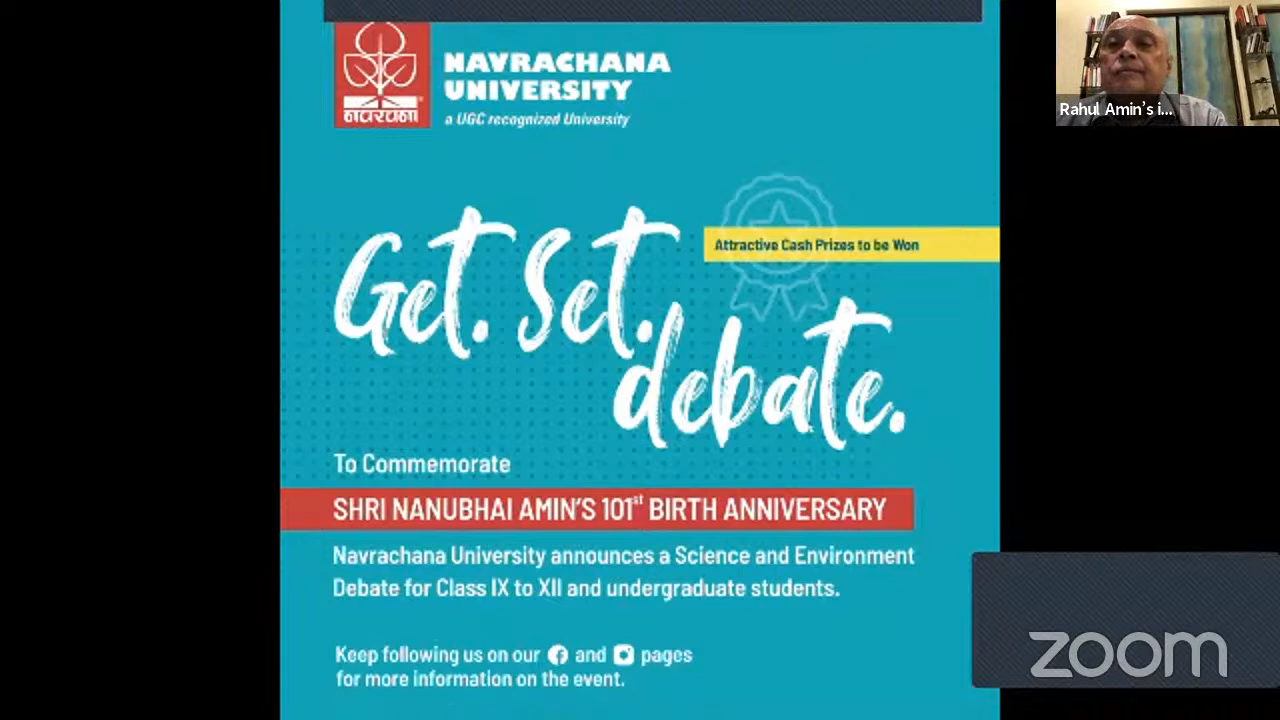 नवरचना
NAVRACHANA
UNIVERSITY
a UGC recognized University
Attractive Cash Prizes to be Won
Get. Set.
debate.
To Commemorate
SHRI NANUBHAI AMIN'S 101st BIRTH ANNIVERSARY
Navrachana University announces a Science and Environment
Debate for Class IX to XII and undergraduate students.
Keep following us on our and pages
for more information on the event.
Rahul Amin's i...
zoom